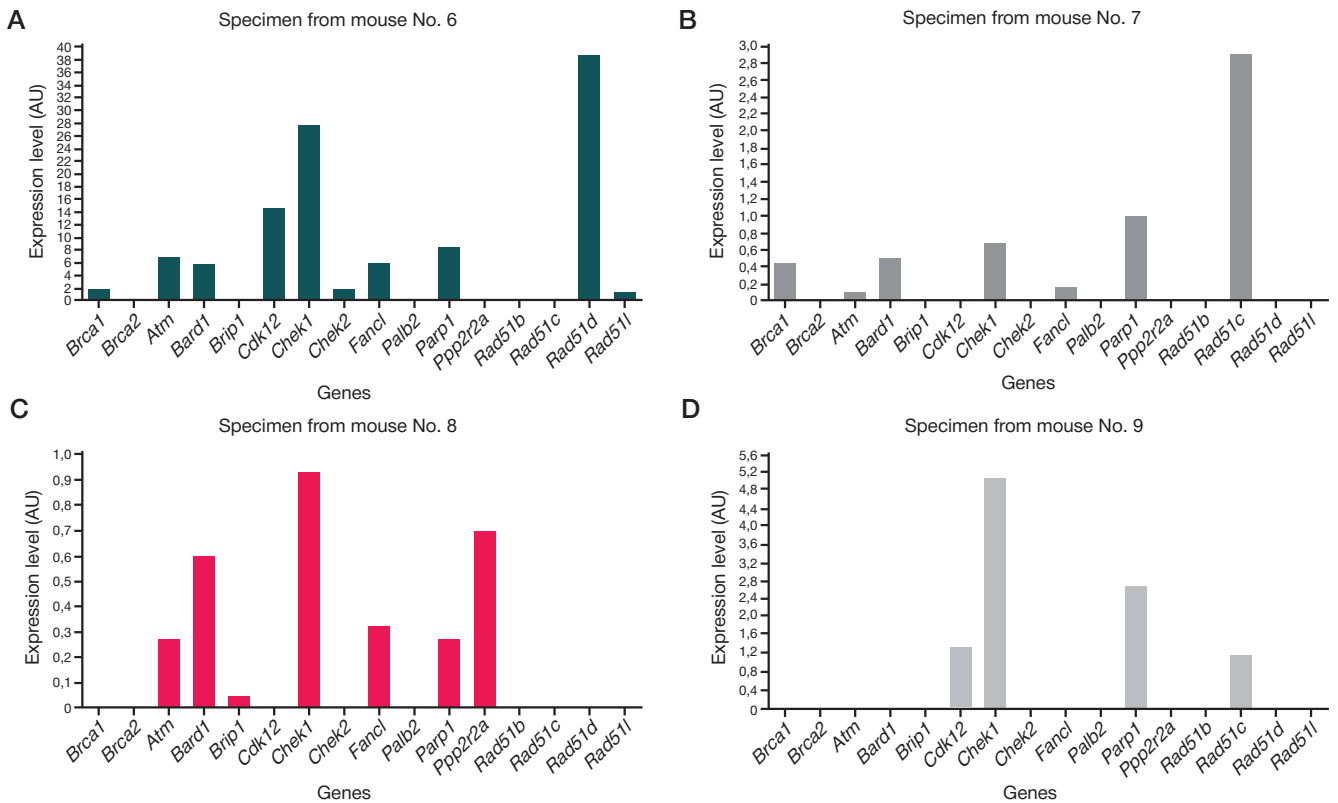 A
Specimen from mouse No. 6
Expression level (AU)
40
38
36
34
32
30
28
26
24
22
20
18
16
14
12
10
8
6
4
2
0
Brca1
Brca2
Atm
Bard1
Brip1
Cdk12
Chek1
Chek2
Fancl
Palb2
Parp1
Ppp2r2a
Rad51b
Rad51c
Rad51d
Rad51l
Genes
B
Specimen from mouse No. 7
Expression level (AU)
3,0
2,8
2,6
2,4
2,2
2,0
1,8
1,6
1,4
1,2
1,0
0,8
0,6
0,4
0,2
0
Brca1
Brca2
Atm
Bard1
Brip1
Cdk12
Chek1
Chek2
Fancl
Palb2
Parp1
Ppp2r2a
Rad51b
Rad51c
Rad51d
Rad51l
Genes
C
Specimen from mouse No. 8
Expression level (AU)
1,0
0,9
0,8
0,7
0,6
0,5
0,4
0,3
0,2
0,1
0
Brca1
Brca2
Atm
Bard1
Brip1
Cdk12
Chek1
Chek2
Fancl
Palb2
Parp1
Ppp2r2a
Rad51b
Rad51c
Rad51d
Rad51l
Genes
D
Specimen from mouse No. 9
Expression level (AU)
5,6
5,2
4,8
4,4
4,0
3,6
3,2
2,8
2,4
2,0
1,6
1,2
0,8
0,4
0
Brca1
Brca2
Atm
Bard1
Brip1
Cdk12
Chek1
Chek2
Fancl
Palb2
Parp1
Ppp2r2a
Rad51b
Rad51c
Rad51d
Rad51l
Genes